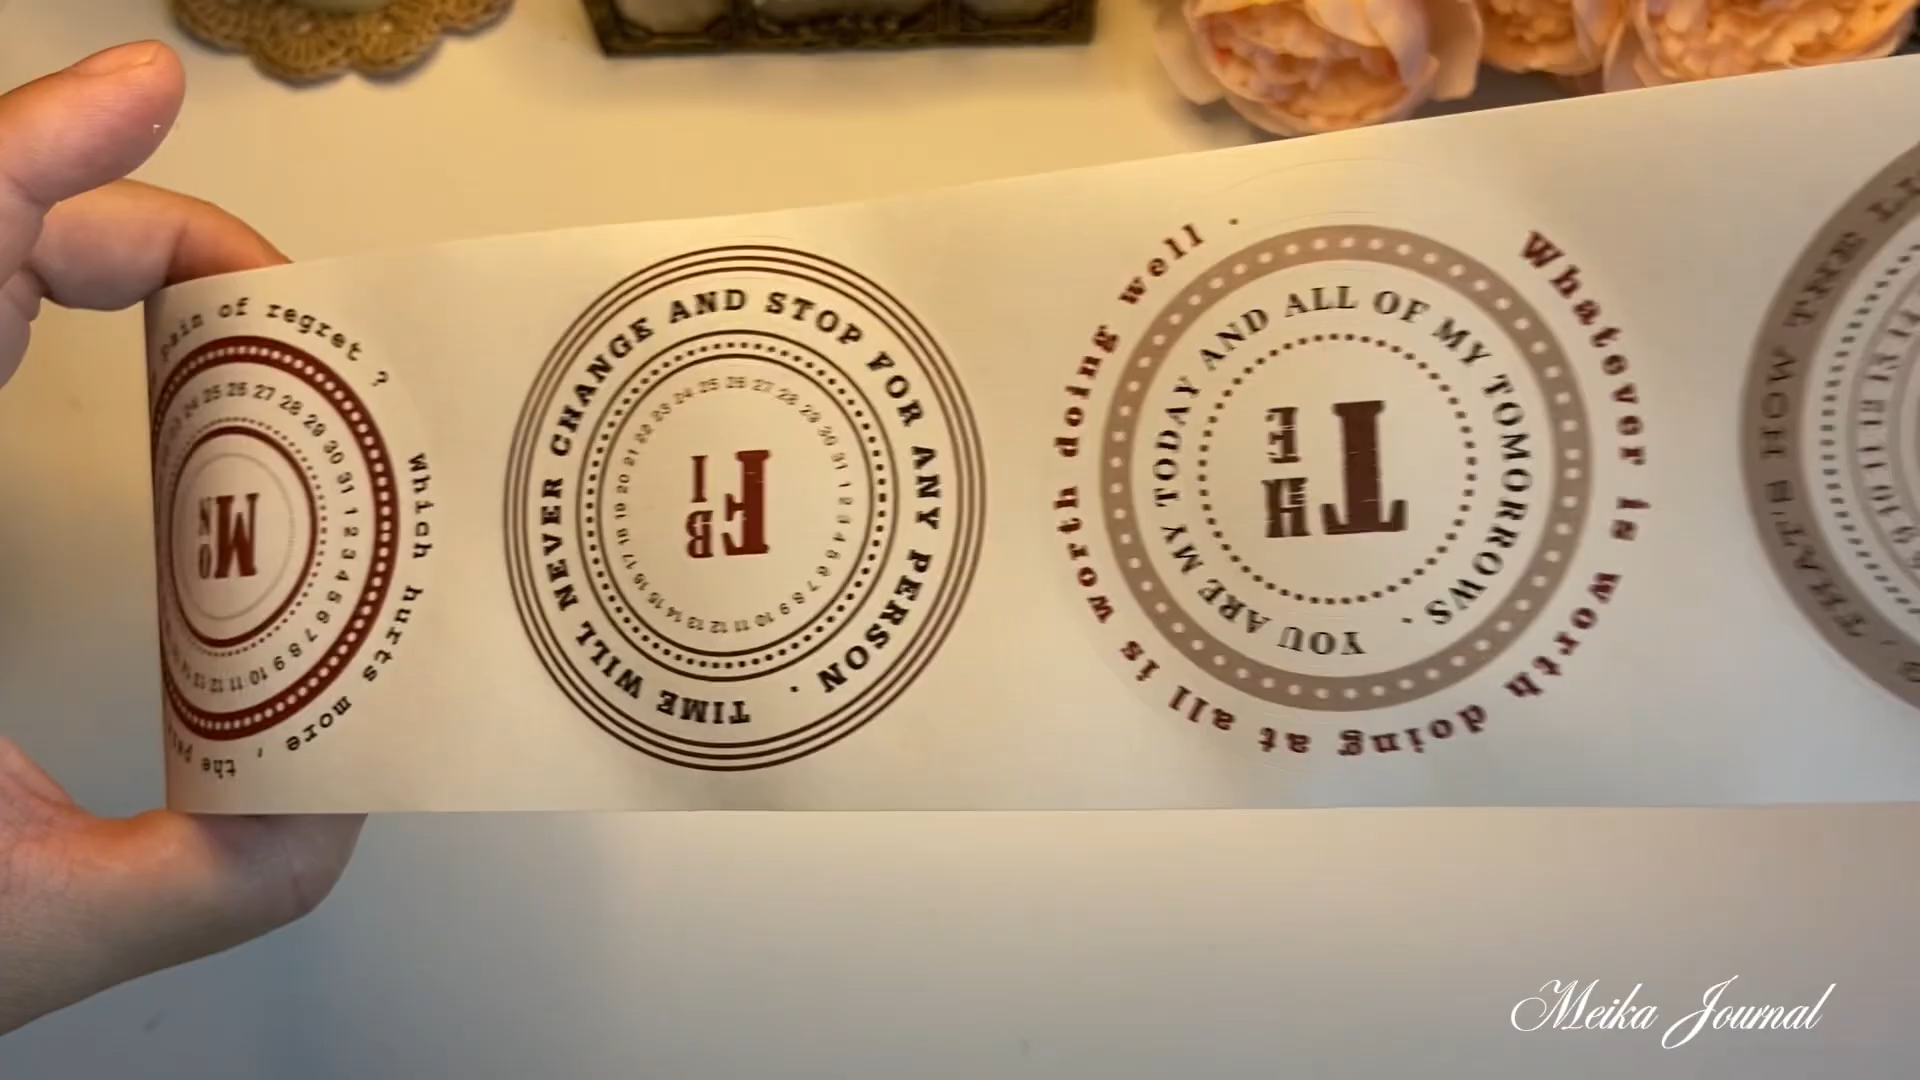 Which hurts more, the pain of regret ?
24 25 26 27 28 29 30 31 1 2 3 4 5 6 7 8 9 10 11 12 13
M
O N
TIME WILL NEVER CHANGE AND STOP FOR ANY PERSON .
1 2 3 4 5 6 7 8 9 10 11 12 13 14 15 16 17 18 19 20 21 22 23 24 25 26 27 28 29 30 31
F
B I
Whatever is worth doing at all is worth doing well .
YOU ARE MY TODAY AND ALL OF MY TOMORROWS .
T
H E
THAT'S HOW
Meika Journal